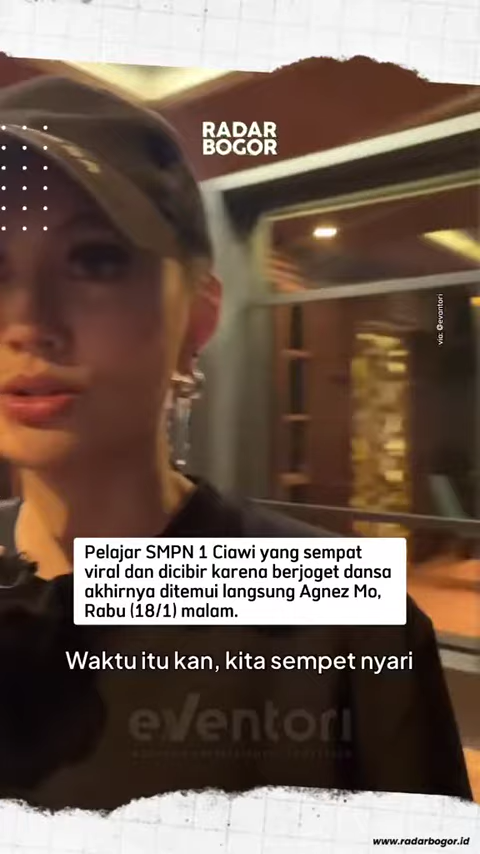 RADAR
BOGOR
via: @eventori
Pelajar SMPN 1 Ciawi yang sempat
viral dan dicibir karena berjoget dansa
akhirnya ditemui langsung Agnez Mo,
Rabu (18/1) malam.
Waktu itu kan, kita sempet nyari
eventori
www.radarbogor.id